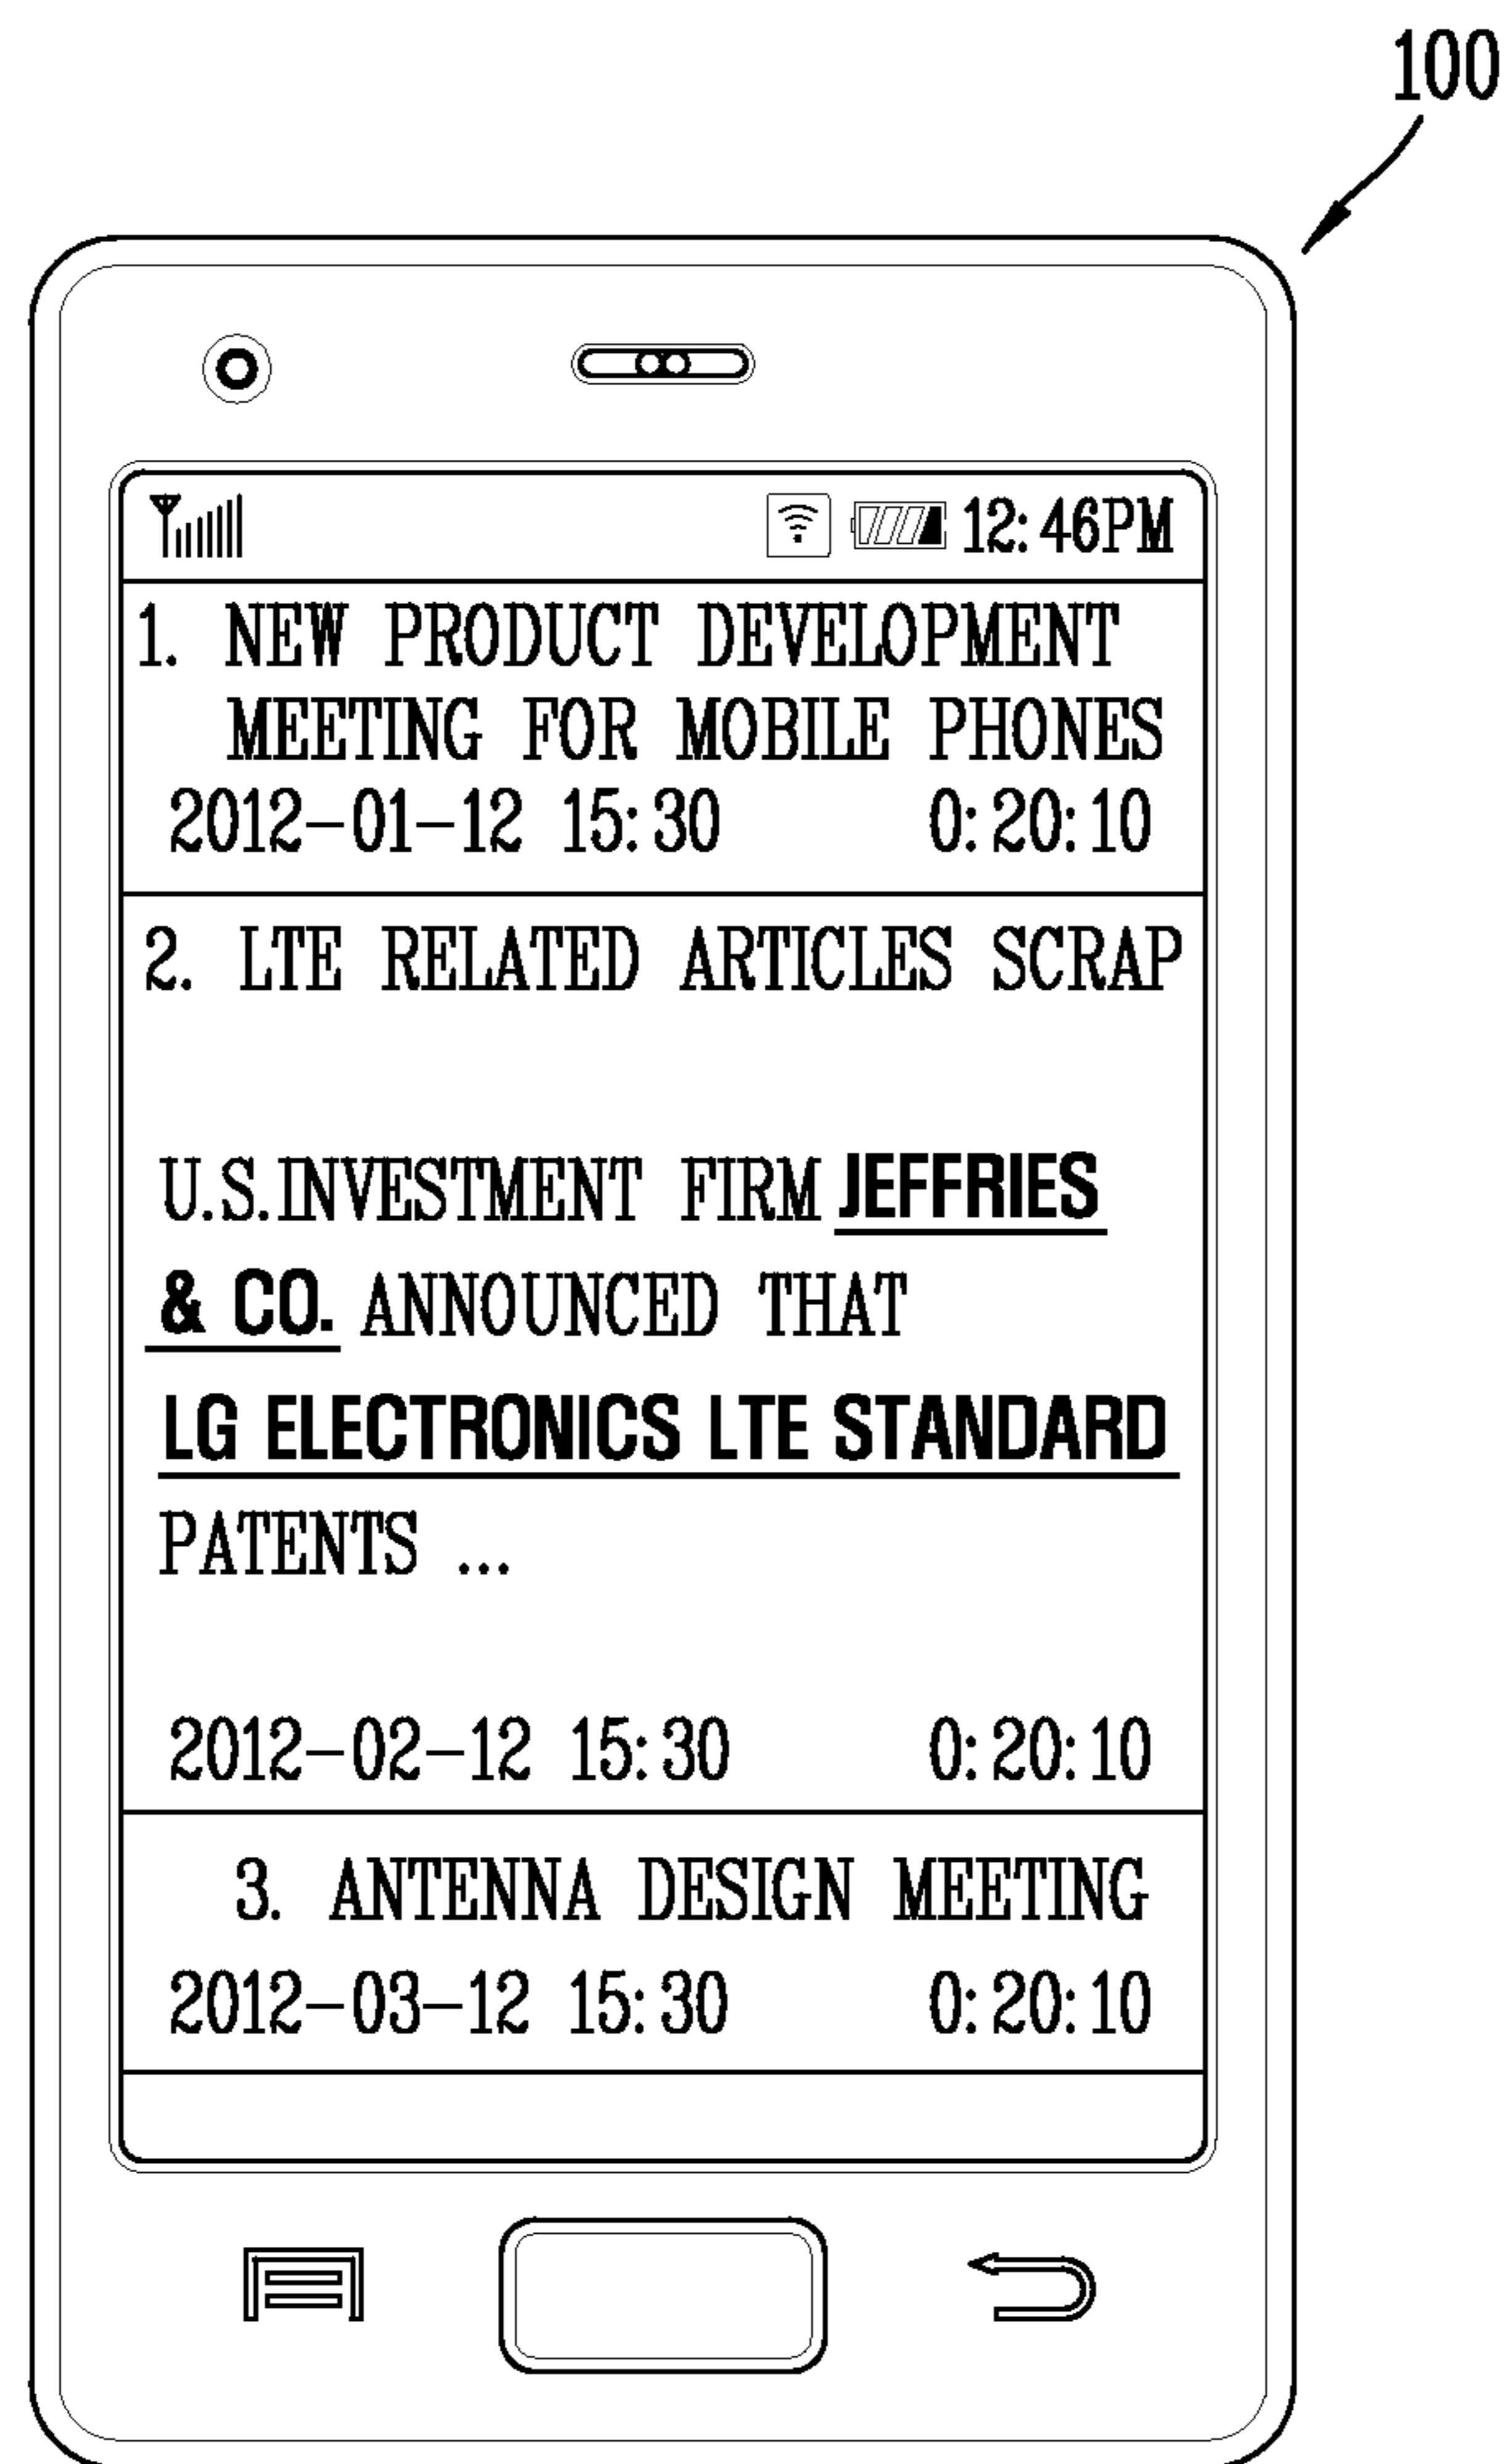 100
12:46PM
1. NEW PRODUCT DEVELOPMENT
MEETING FOR MOBILE PHONES
2012-01-12 15:30 0:20:10
2. LTE RELATED ARTICLES SCRAP
U.S.INVESTMENT FIRM JEFFRIES
& CO. ANNOUNCED THAT
LG ELECTRONICS LTE STANDARD
PATENTS ...
2012-02-12 15:30 0:20:10
3. ANTENNA DESIGN MEETING
2012-03-12 15:30 0:20:10